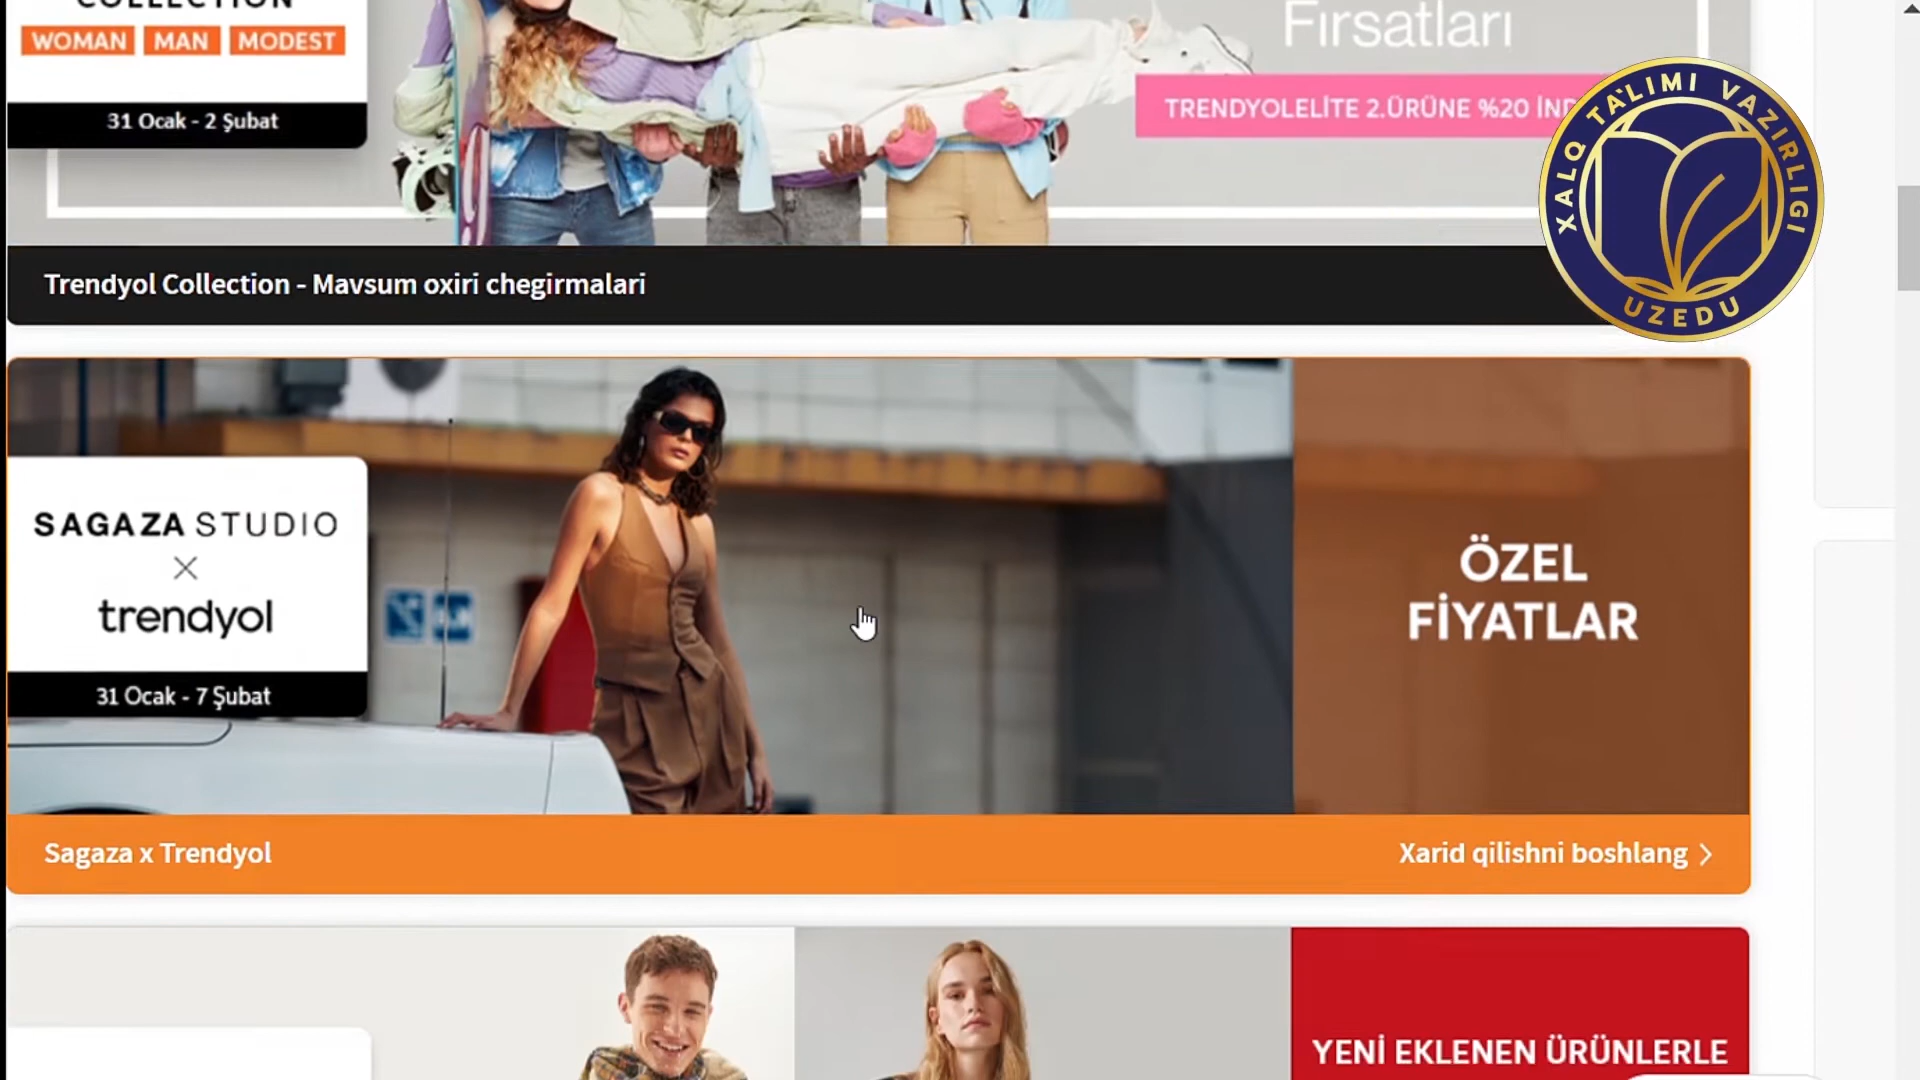 COLLECTION
WOMAN MAN MODEST
31 Ocak - 2 Şubat
Fırsatları
TRENDYOLELİTE 2.ÜRÜNE %20 İND
XALQ TA'LIMI VAZIRLIGI
UZEDU
Trendyol Collection - Mavsum oxiri chegirmalari
SAGAZA STUDIO
X
trendyol
31 Ocak - 7 Şubat
ÖZEL
FİYATLAR
Sagaza x Trendyol
Xarid qilishni boshlang >
YENİ EKLENEN ÜRÜNLERLE